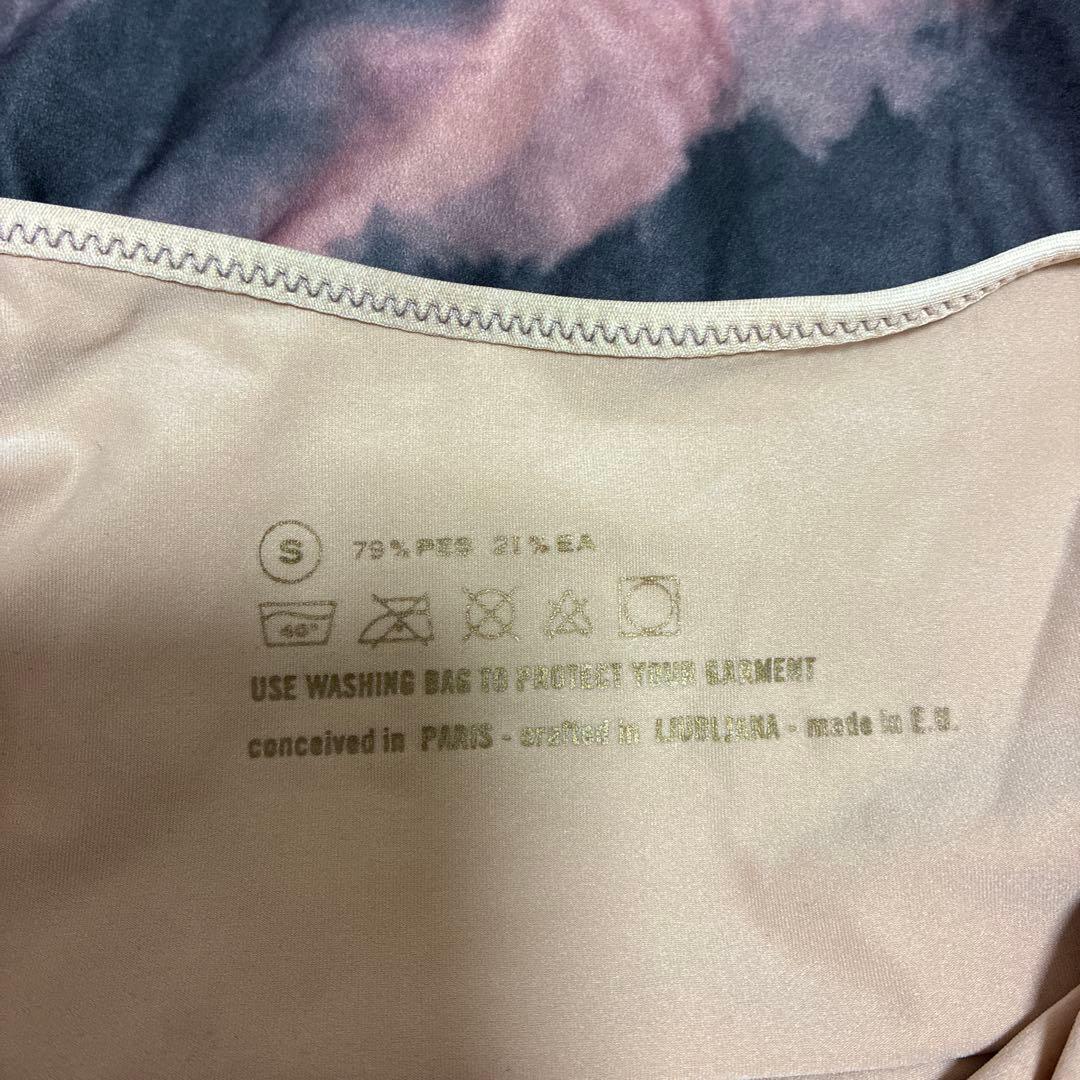 S 79%PES 21%EA
40°
USE WASHING BAG TO PROTECT YOUR GARMENT
conceived in PARIS - crafted in LJUBLJANA - made in E.U.